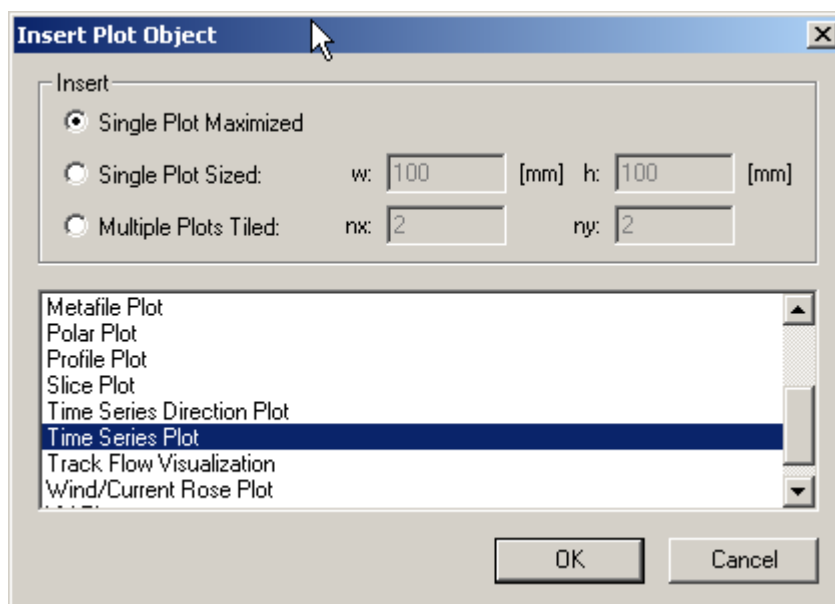 Insert Plot Object
Insert
Single Plot Maximized
Single Plot Sized: w: 100 [mm] h: 100 [mm]
Multiple Plots Tiled: nx: 2 ny: 2
Metafile Plot
Polar Plot
Profile Plot
Slice Plot
Time Series Direction Plot
Time Series Plot
Track Flow Visualization
Wind/Current Rose Plot
OK Cancel